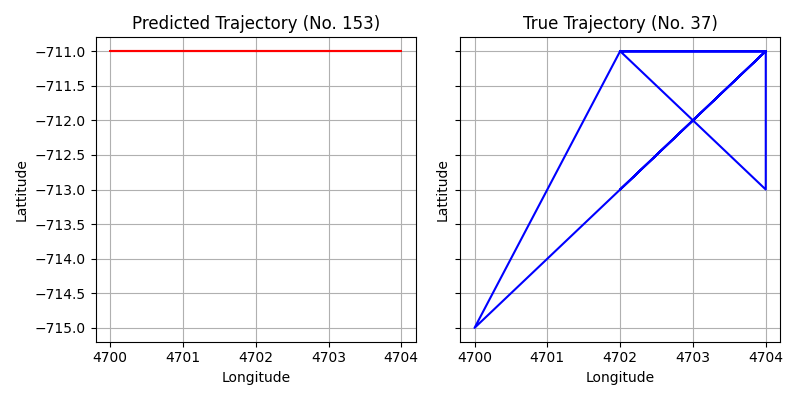 Predicted Trajectory (No. 153)
−711.0
−711.5
−712.0
−712.5
−713.0
−713.5
−714.0
−714.5
−715.0
Lattitude
4700 4701 4702 4703 4704
Longitude
True Trajectory (No. 37)
Lattitude
4700 4701 4702 4703 4704
Longitude